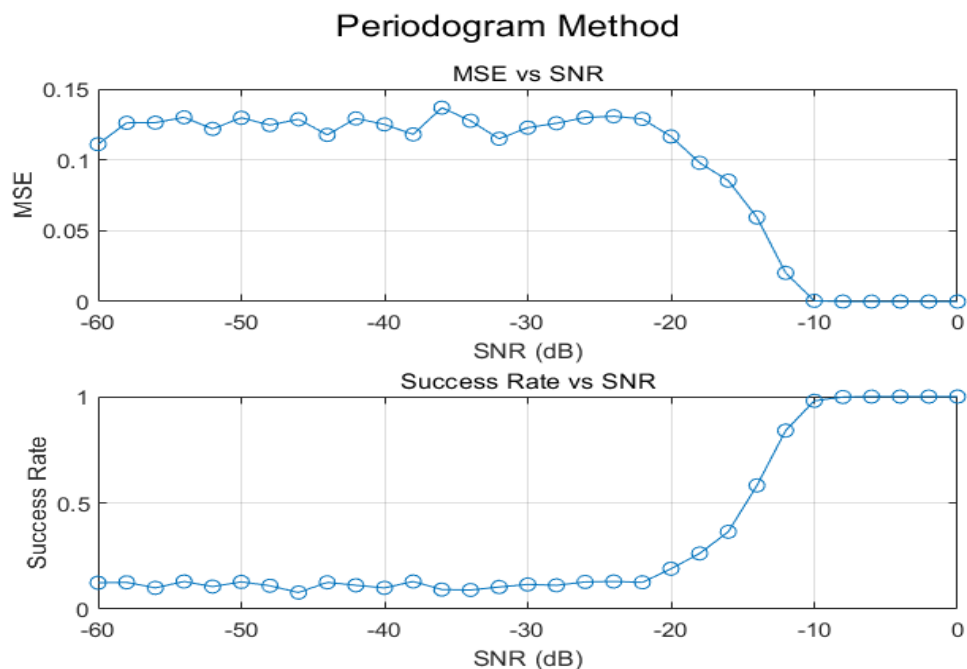 Periodogram Method
MSE vs SNR
0.15
0.1
0.05
0
MSE
-60 -50 -40 -30 -20 -10 0
SNR (dB)
Success Rate vs SNR
1
0.5
0
Success Rate
-60 -50 -40 -30 -20 -10 0
SNR (dB)